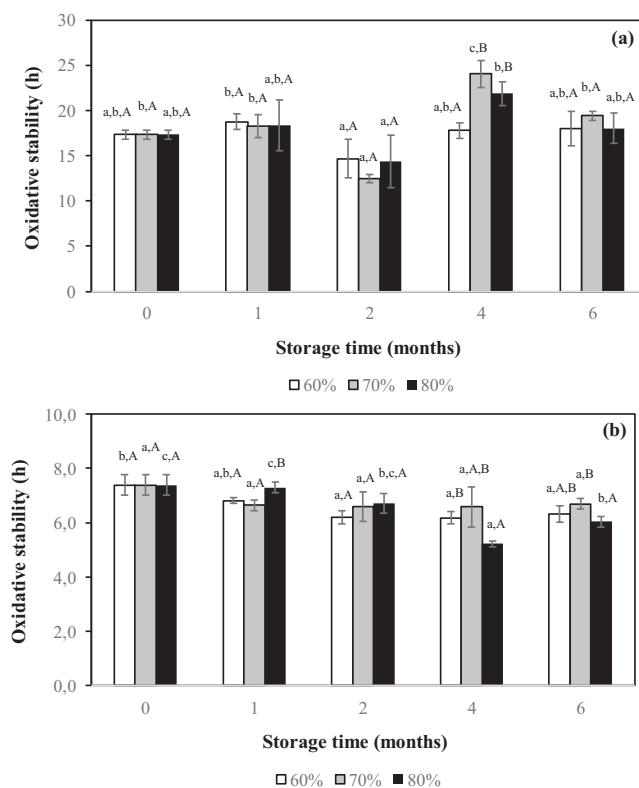 (a)
Oxidative stability (h)
30
25
20
15
10
5
0
a,b,A b,A a,b,A
b,A b,A a,b,A
a,A a,A a,A
a,b,A c,B b,B
a,b,A b,A a,b,A
0 1 2 4 6
Storage time (months)
60% 70% 80%
(b)
Oxidative stability (h)
10,0
8,0
6,0
4,0
2,0
0,0
b,A a,A c,A
a,b,A a,A c,B
a,A a,A b,c,A
a,B a,A,B a,A
a,A,B a,B b,A
0 1 2 4 6
Storage time (months)
60% 70% 80%